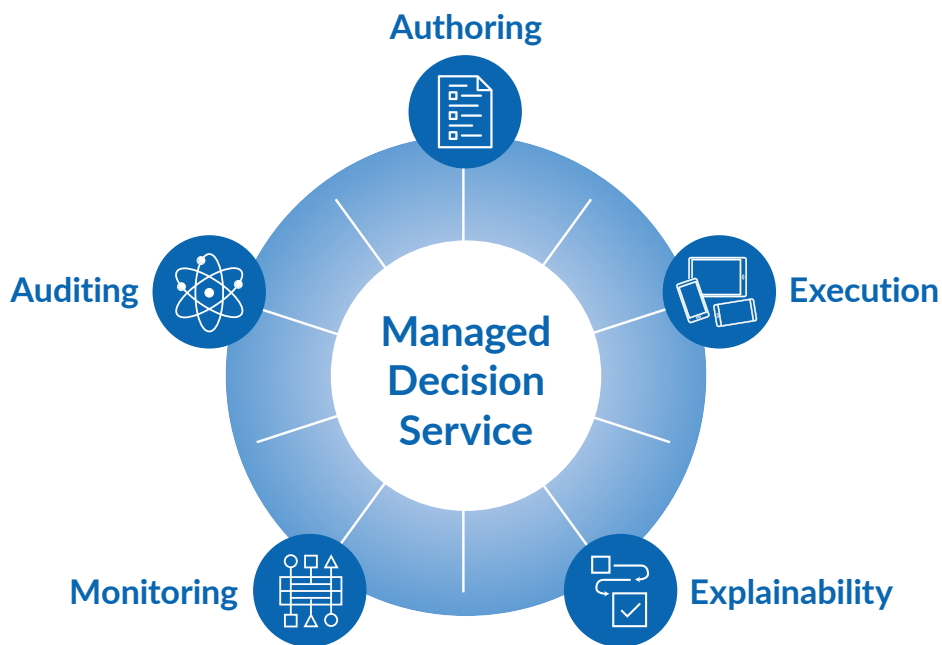 Authoring
Auditing
Execution
Managed
Decision
Service
Monitoring
Explainability